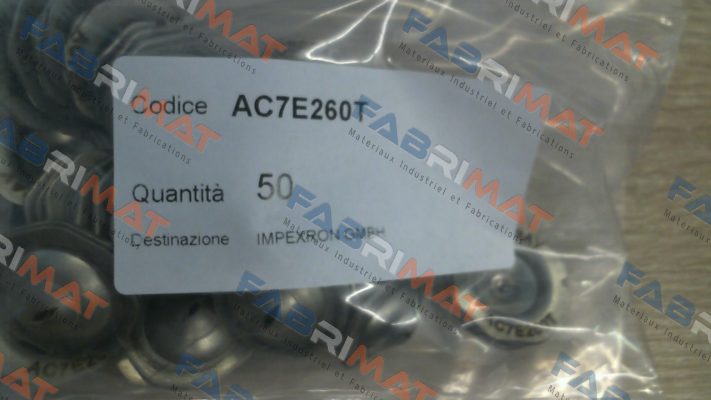 Codice AC7E260T
Quantità 50
Destinazione IMPEXRON GMBH
FABRIMAT
Materiaux Industriel et Fabrications
AC7E260T